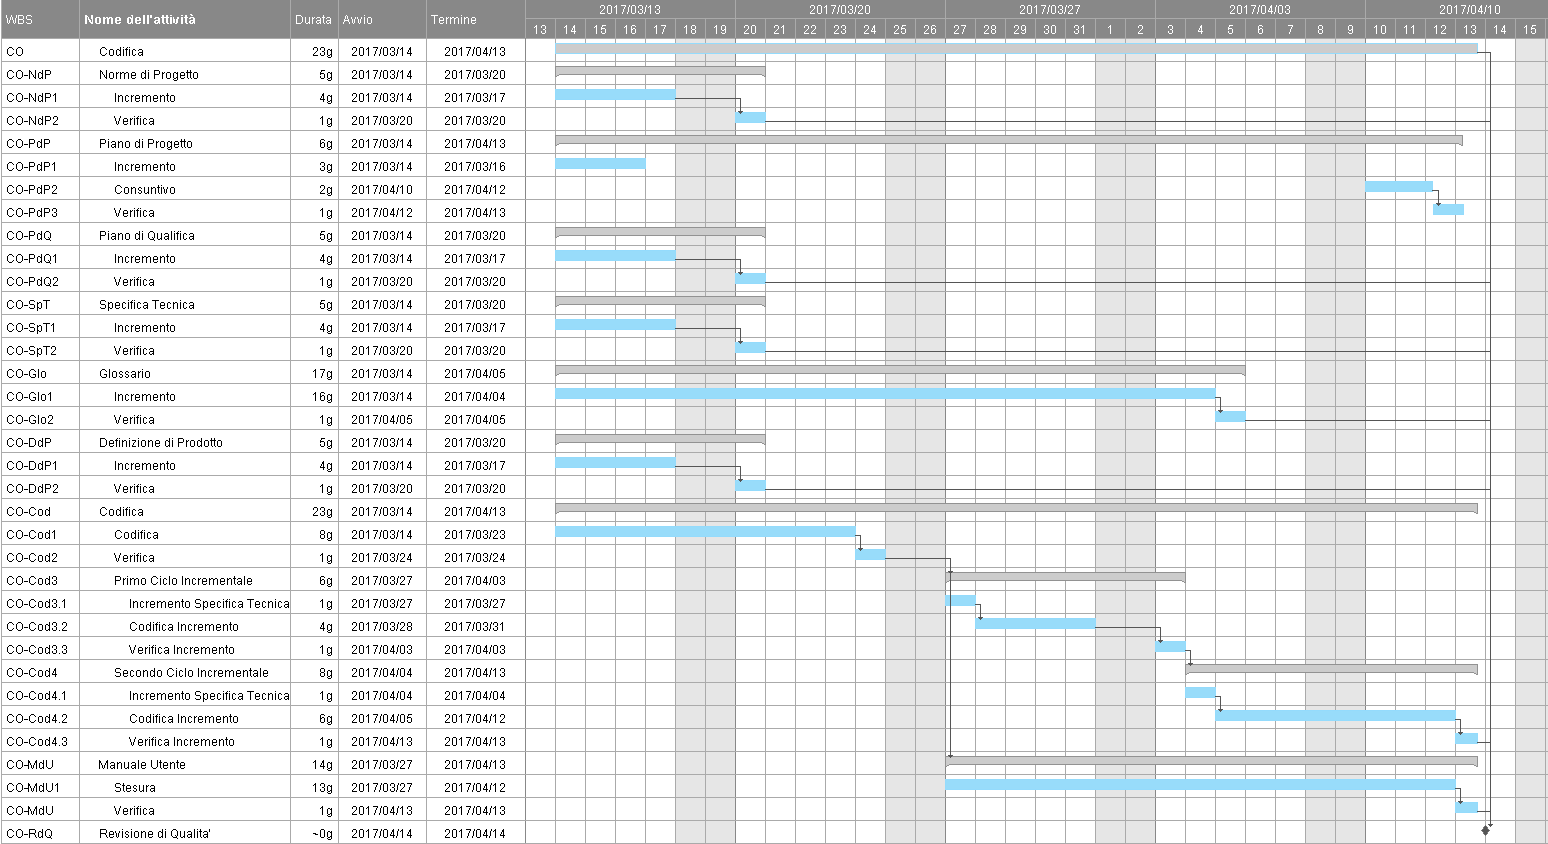 WBS Nome dell'attività Durata Avvio Termine 2017/03/13 2017/03/20 2017/03/27 2017/04/03 2017/04/10
13 14 15 16 17 18 19 20 21 22 23 24 25 26 27 28 29 30 31 1 2 3 4 5 6 7 8 9 10 11 12 13 14 15
CO Codifica 23g 2017/03/14 2017/04/13
CO-NdP Norme di Progetto 5g 2017/03/14 2017/03/20
CO-NdP1 Incremento 4g 2017/03/14 2017/03/17
CO-NdP2 Verifica 1g 2017/03/20 2017/03/20
CO-PdP Piano di Progetto 6g 2017/03/14 2017/04/13
CO-PdP1 Incremento 3g 2017/03/14 2017/03/16
CO-PdP2 Consuntivo 2g 2017/04/10 2017/04/12
CO-PdP3 Verifica 1g 2017/04/12 2017/04/13
CO-PdQ Piano di Qualifica 5g 2017/03/14 2017/03/20
CO-PdQ1 Incremento 4g 2017/03/14 2017/03/17
CO-PdQ2 Verifica 1g 2017/03/20 2017/03/20
CO-SpT Specifica Tecnica 5g 2017/03/14 2017/03/20
CO-SpT1 Incremento 4g 2017/03/14 2017/03/17
CO-SpT2 Verifica 1g 2017/03/20 2017/03/20
CO-Glo Glossario 17g 2017/03/14 2017/04/05
CO-Glo1 Incremento 16g 2017/03/14 2017/04/04
CO-Glo2 Verifica 1g 2017/04/05 2017/04/05
CO-DdP Definizione di Prodotto 5g 2017/03/14 2017/03/20
CO-DdP1 Incremento 4g 2017/03/14 2017/03/17
CO-DdP2 Verifica 1g 2017/03/20 2017/03/20
CO-Cod Codifica 23g 2017/03/14 2017/04/13
CO-Cod1 Codifica 8g 2017/03/14 2017/03/23
CO-Cod2 Verifica 1g 2017/03/24 2017/03/24
CO-Cod3 Primo Ciclo Incrementale 6g 2017/03/27 2017/04/03
CO-Cod3.1 Incremento Specifica Tecnica 1g 2017/03/27 2017/03/27
CO-Cod3.2 Codifica Incremento 4g 2017/03/28 2017/03/31
CO-Cod3.3 Verifica Incremento 1g 2017/04/03 2017/04/03
CO-Cod4 Secondo Ciclo Incrementale 8g 2017/04/04 2017/04/13
CO-Cod4.1 Incremento Specifica Tecnica 1g 2017/04/04 2017/04/04
CO-Cod4.2 Codifica Incremento 6g 2017/04/05 2017/04/12
CO-Cod4.3 Verifica Incremento 1g 2017/04/13 2017/04/13
CO-MdU Manuale Utente 14g 2017/03/27 2017/04/13
CO-MdU1 Stesura 13g 2017/03/27 2017/04/12
CO-MdU Verifica 1g 2017/04/13 2017/04/13
CO-RdQ Revisione di Qualita' ~0g 2017/04/14 2017/04/14